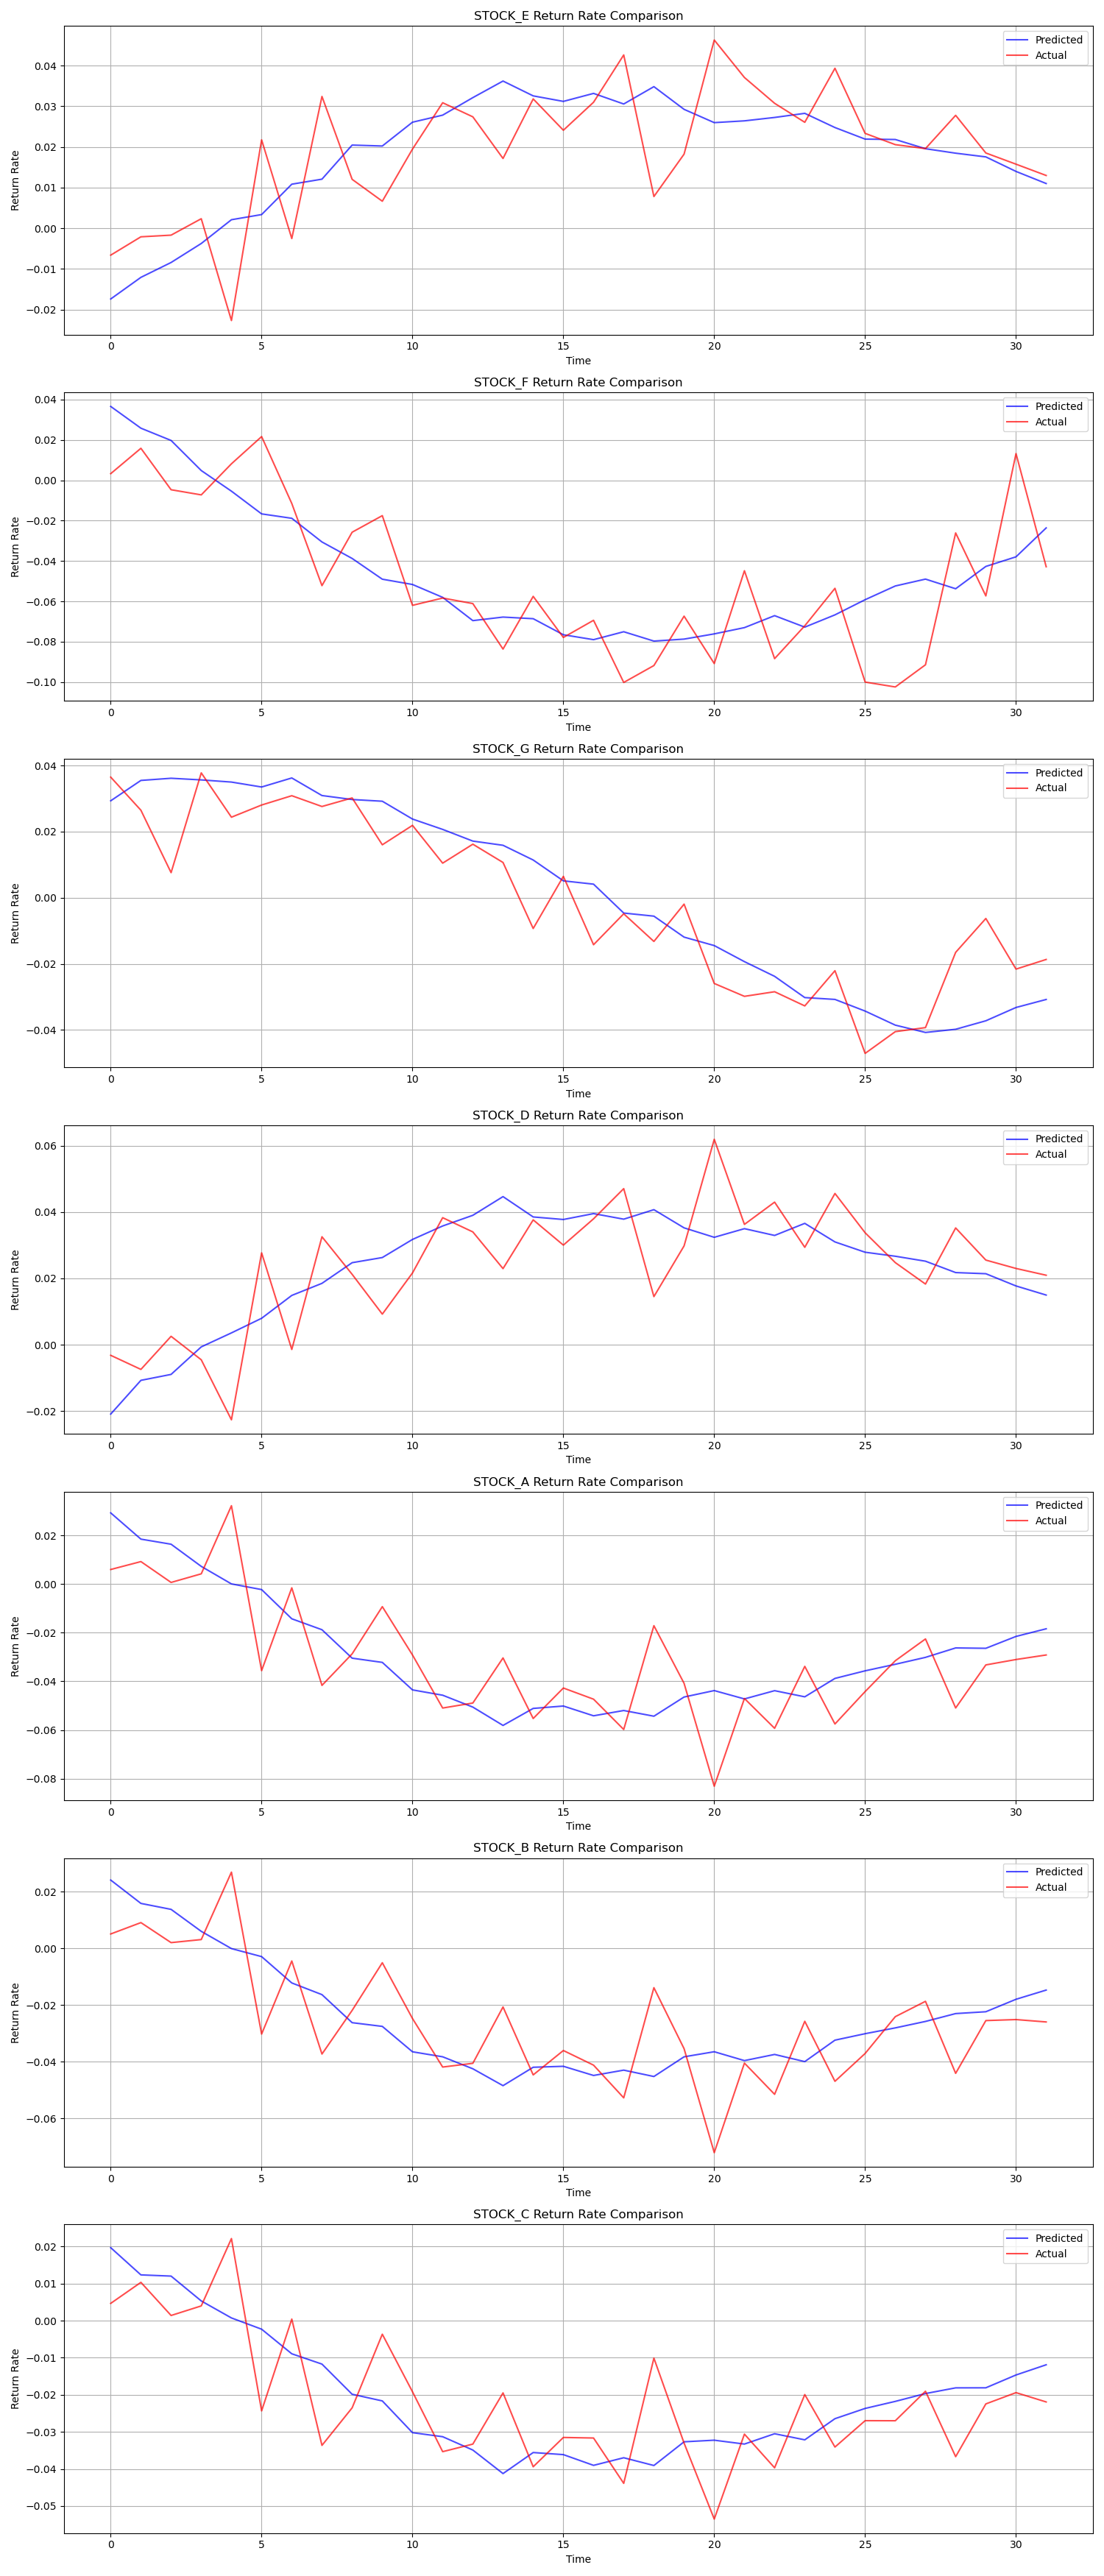 STOCK_E Return Rate Comparison
Predicted
Actual
0.04
0.03
0.02
0.01
0.00
−0.01
−0.02
Return Rate
0 5 10 15 20 25 30
Time
STOCK_F Return Rate Comparison
Predicted
Actual
0.04
0.02
0.00
−0.02
−0.04
−0.06
−0.08
−0.10
Return Rate
0 5 10 15 20 25 30
Time
STOCK_G Return Rate Comparison
Predicted
Actual
0.04
0.02
0.00
−0.02
−0.04
Return Rate
0 5 10 15 20 25 30
Time
STOCK_D Return Rate Comparison
Predicted
Actual
0.06
0.04
0.02
0.00
−0.02
Return Rate
0 5 10 15 20 25 30
Time
STOCK_A Return Rate Comparison
Predicted
Actual
0.02
0.00
−0.02
−0.04
−0.06
−0.08
Return Rate
0 5 10 15 20 25 30
Time
STOCK_B Return Rate Comparison
Predicted
Actual
0.02
0.00
−0.02
−0.04
−0.06
Return Rate
0 5 10 15 20 25 30
Time
STOCK_C Return Rate Comparison
Predicted
Actual
0.02
0.01
0.00
−0.01
−0.02
−0.03
−0.04
−0.05
Return Rate
0 5 10 15 20 25 30
Time